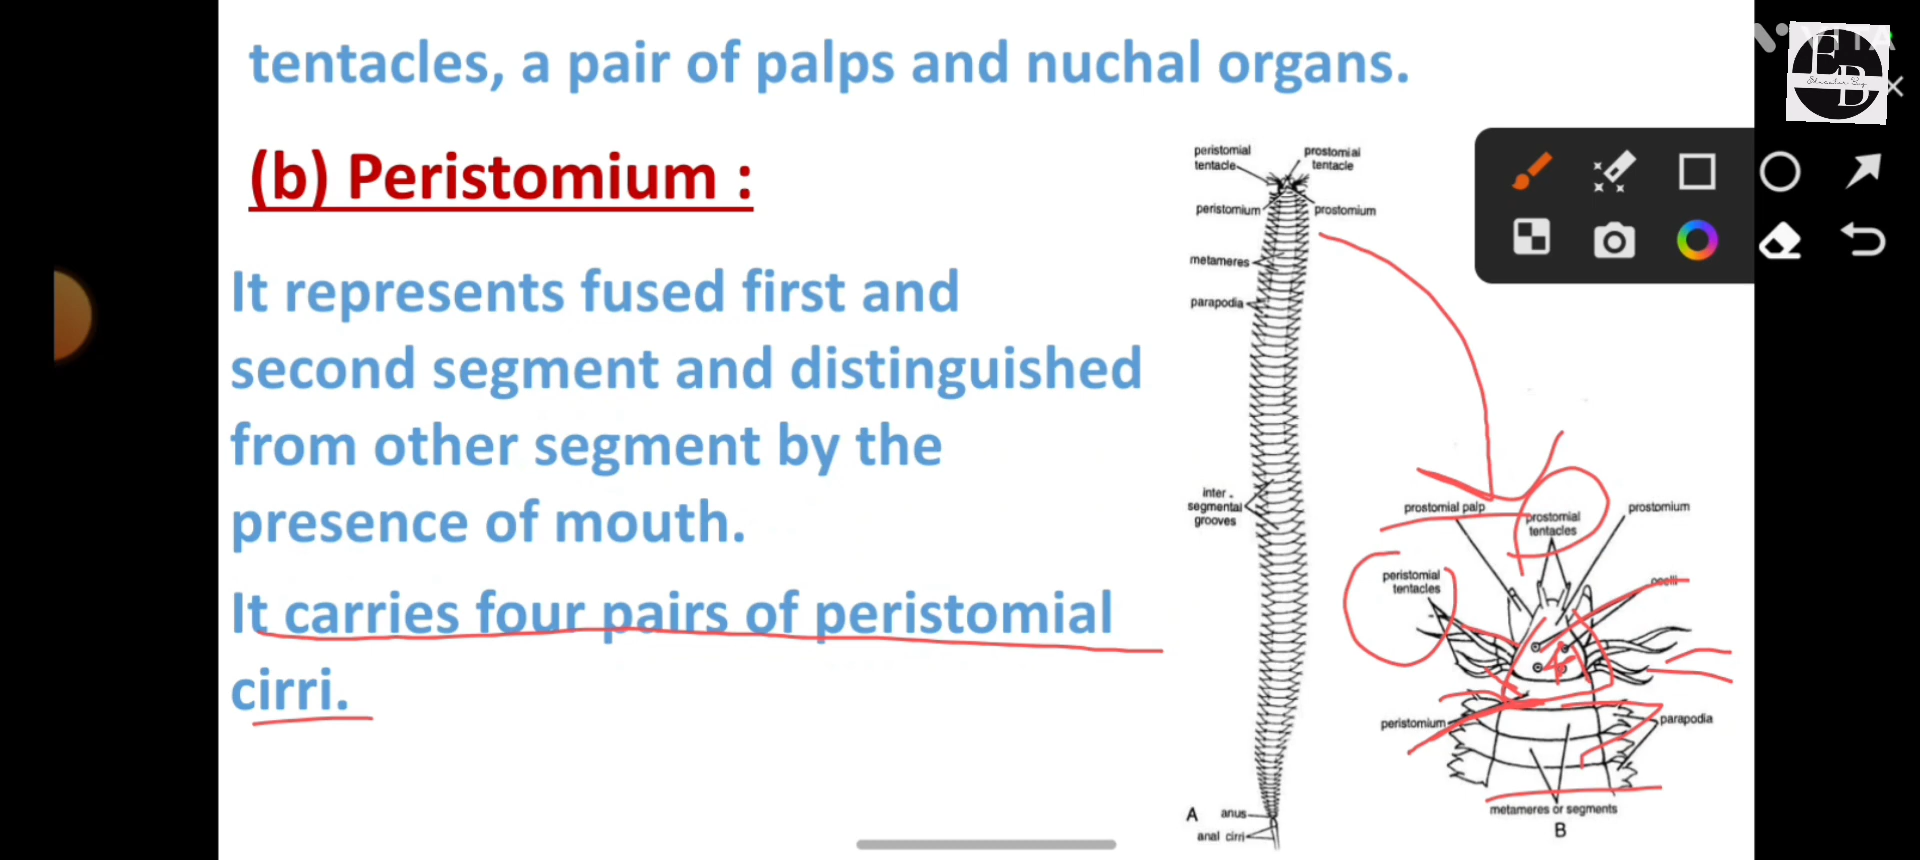 tentacles, a pair of palps and nuchal organs.
(b) Peristomium :
It represents fused first and
second segment and distinguished
from other segment by the
presence of mouth.
It carries four pairs of peristomial
cirri.
peristomial
tentacle
prostomial
tentacle
peristomium
prostomium
metameres
parapodia
inter.
segmental
grooves
A
anus
anal cirri
prostomial palp
prostomial
tentacles
prostomium
peristomial
tentacles
ocelli
peristomium
parapodia
metameres or segments
B
VITA
E
D